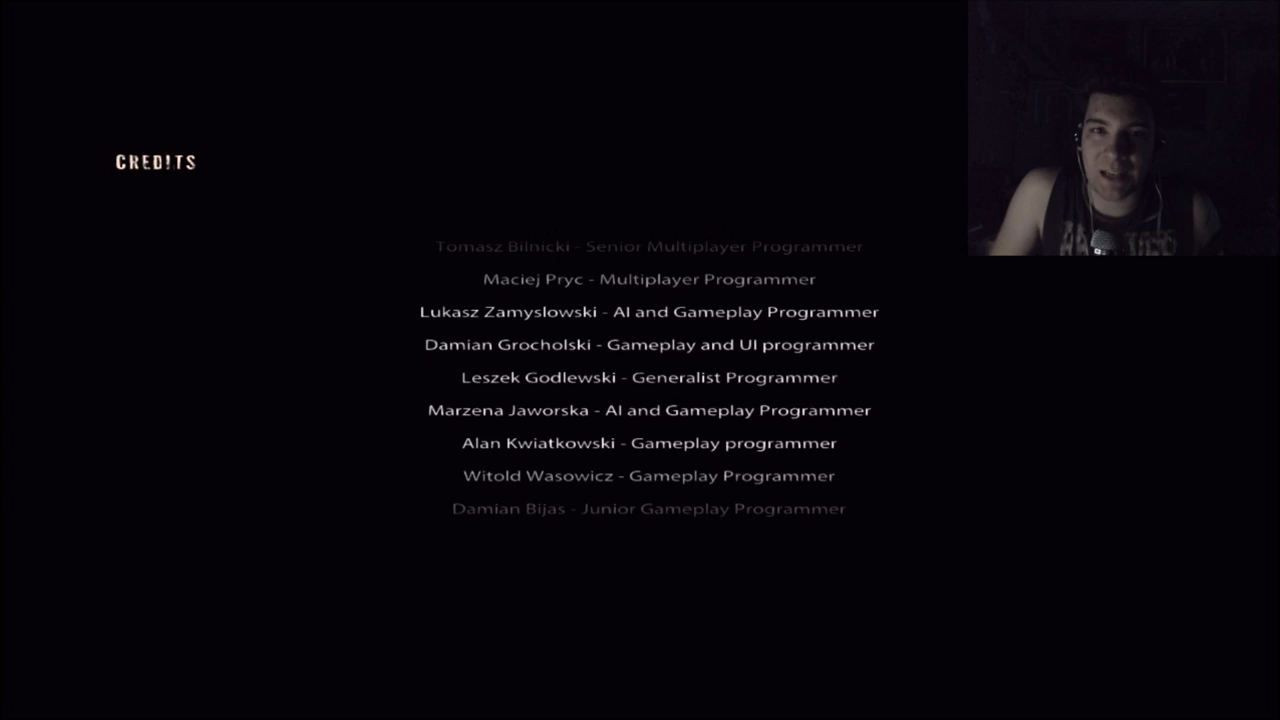 CREDITS
Tomasz Bilnicki - Senior Multiplayer Programmer
Maciej Pryc - Multiplayer Programmer
Lukasz Zamyslowski - AI and Gameplay Programmer
Damian Grocholski - Gameplay and UI programmer
Leszek Godlewski - Generalist Programmer
Marzena Jaworska - AI and Gameplay Programmer
Alan Kwiatkowski - Gameplay programmer
Witold Wasowicz - Gameplay Programmer
Damian Bijas - Junior Gameplay Programmer